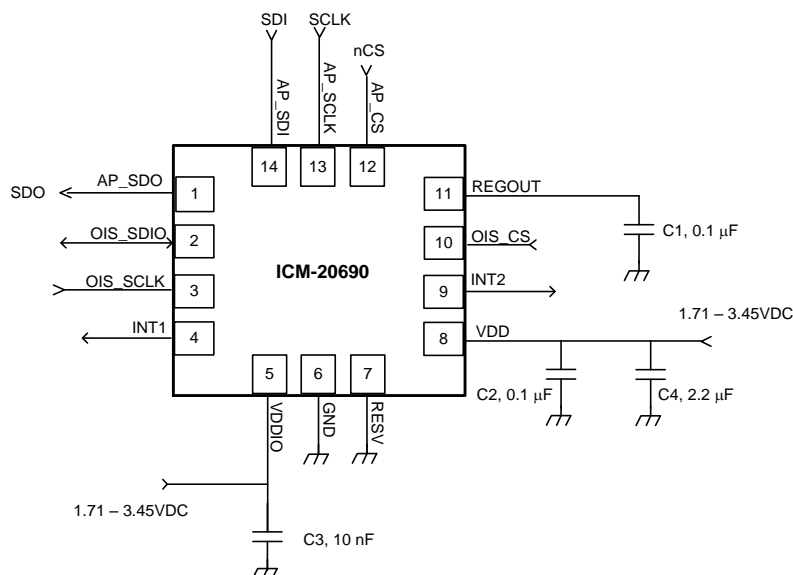 SDI
SCLK
nCS
AP_SDI
AP_SCLK
AP_CS
14
13
12
SDO
AP_SDO
1
11
REGOUT
C1, 0.1 μF
OIS_SDIO
2
10
OIS_CS
ICM-20690
OIS_SCLK
3
9
INT2
INT1
4
8
VDD
1.71 – 3.45VDC
5
6
7
C2, 0.1 μF
C4, 2.2 μF
VDDIO
GND
RESV
1.71 – 3.45VDC
C3, 10 nF